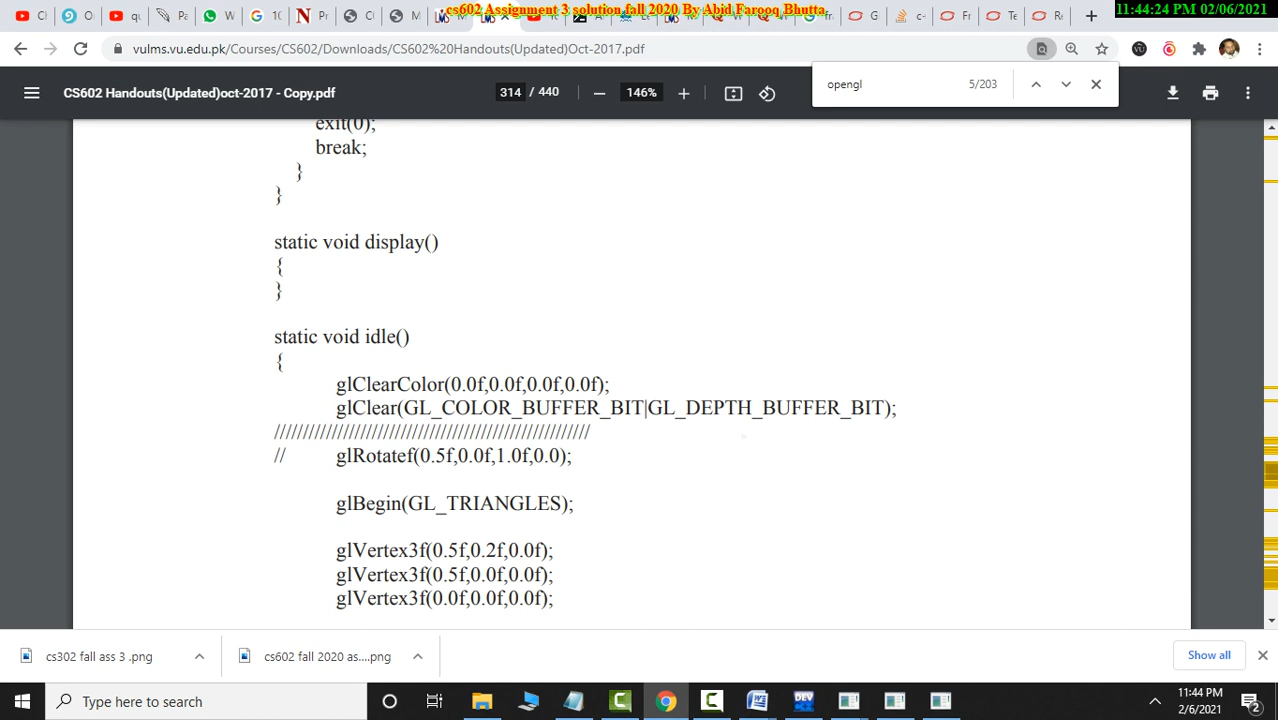 cs602 Assignment 3 solution fall 2020 By Abid Farooq Bhutta
11:44:24 PM 02/06/2021
vulms.vu.edu.pk/Courses/CS602/Downloads/CS602%20Handouts(Updated)Oct-2017.pdf
opengl 5/203
CS602 Handouts(Updated)oct-2017 - Copy.pdf 314 / 440 146%
exit(0);
break;
}
}
static void display()
{
}
static void idle()
{
glClearColor(0.0f,0.0f,0.0f,0.0f);
glClear(GL_COLOR_BUFFER_BIT|GL_DEPTH_BUFFER_BIT);
///////////////////////////////////////////////////////
// glRotatef(0.5f,0.0f,1.0f,0.0);
glBegin(GL_TRIANGLES);
glVertex3f(0.5f,0.2f,0.0f);
glVertex3f(0.5f,0.0f,0.0f);
glVertex3f(0.0f,0.0f,0.0f);
cs302 fall ass 3 .png
cs602 fall 2020 as....png
Show all
Type here to search
11:44 PM
2/6/2021
2